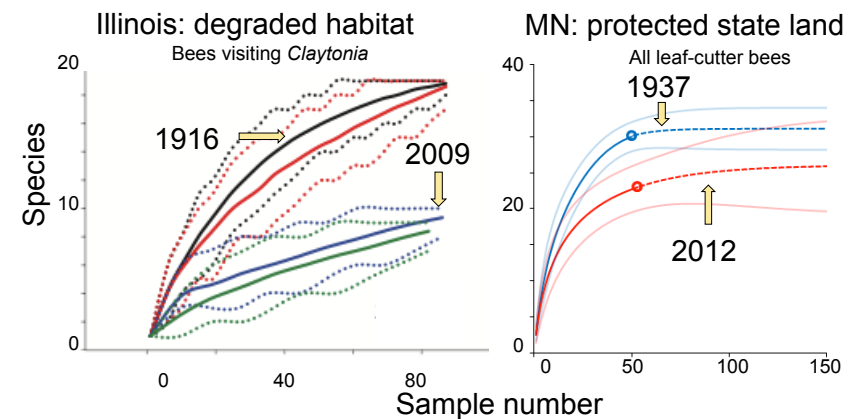 Illinois: degraded habitat
Bees visiting Claytonia
MN: protected state land
All leaf-cutter bees
Species
20
10
0
1916
2009
0
40
80
40
20
0
1937
2012
0
50
100
150
Sample number